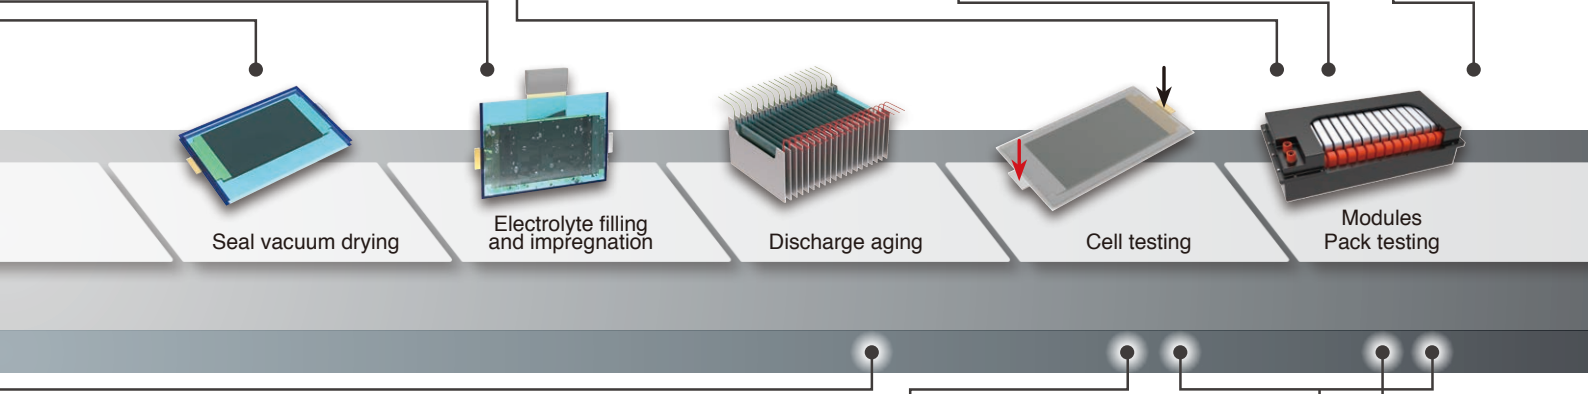 Seal vacuum drying
Electrolyte filling
and impregnation
Discharge aging
Cell testing
Modules
Pack testing